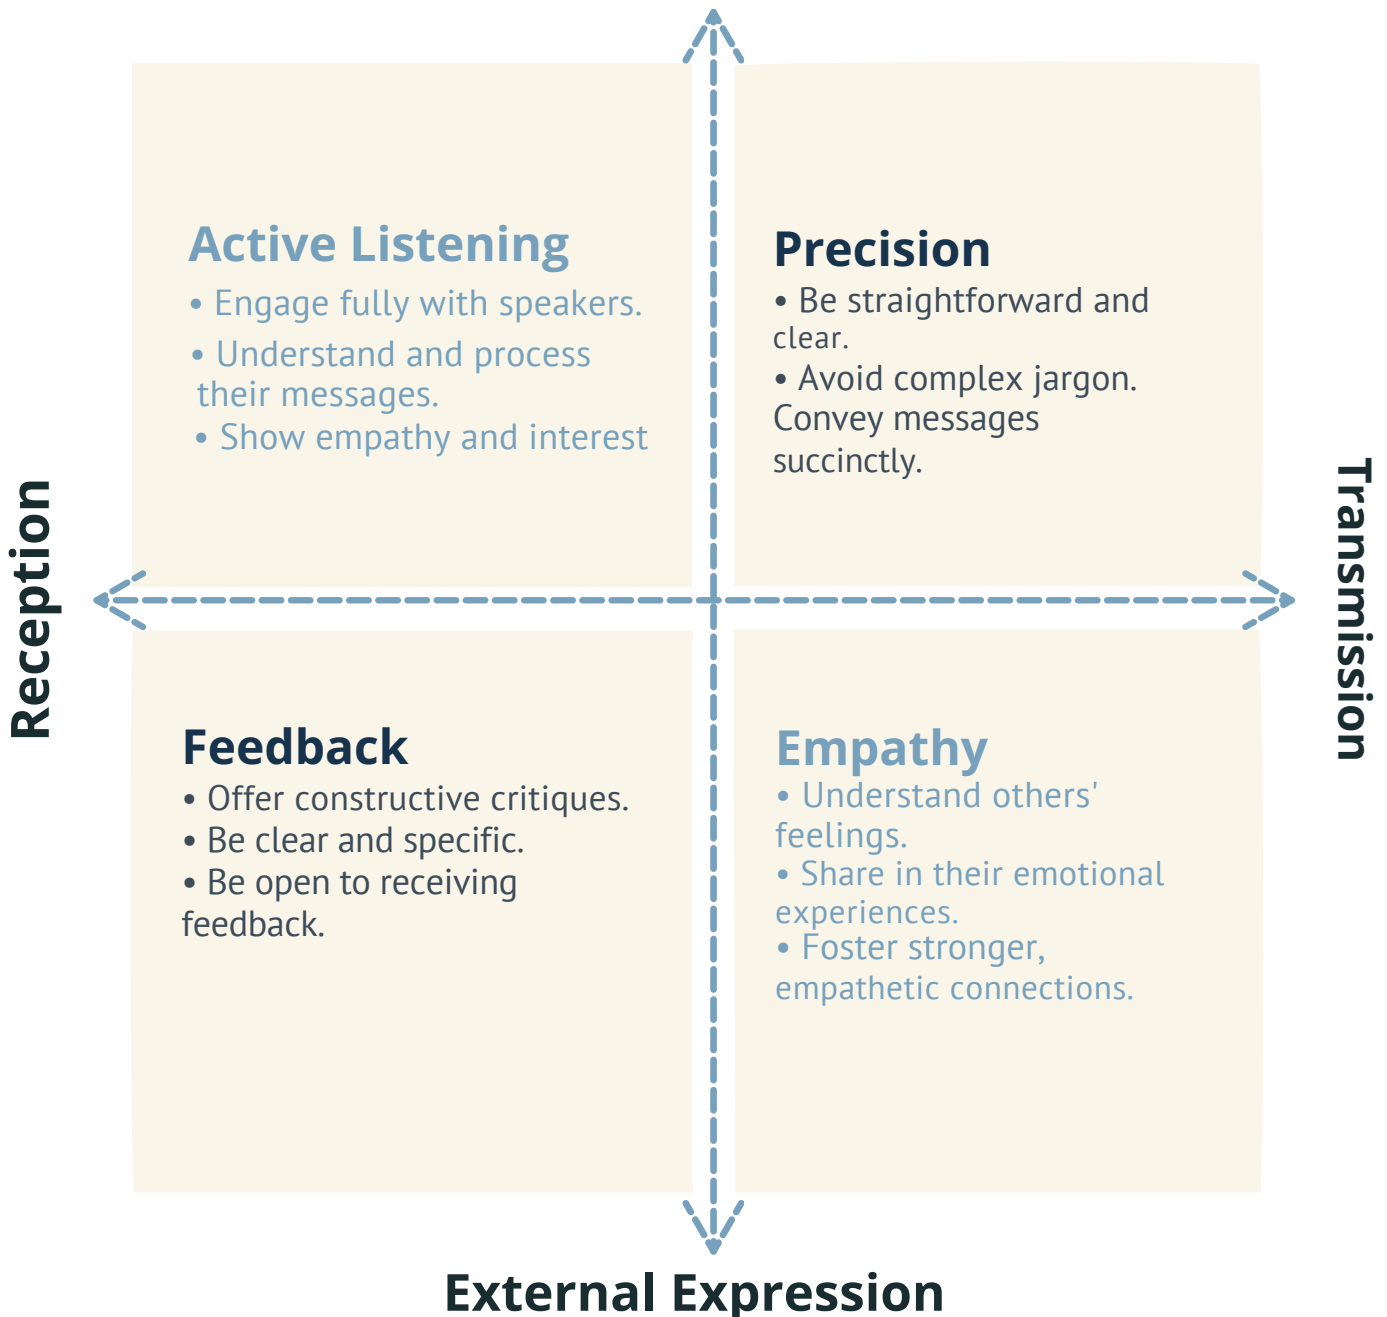 Active Listening
• Engage fully with speakers.
• Understand and process
their messages.
• Show empathy and interest
Precision
• Be straightforward and
clear.
• Avoid complex jargon.
Convey messages
succinctly.
Reception
Transmission
Feedback
• Offer constructive critiques.
• Be clear and specific.
• Be open to receiving
feedback.
Empathy
• Understand others'
feelings.
• Share in their emotional
experiences.
• Foster stronger,
empathetic connections.
External Expression